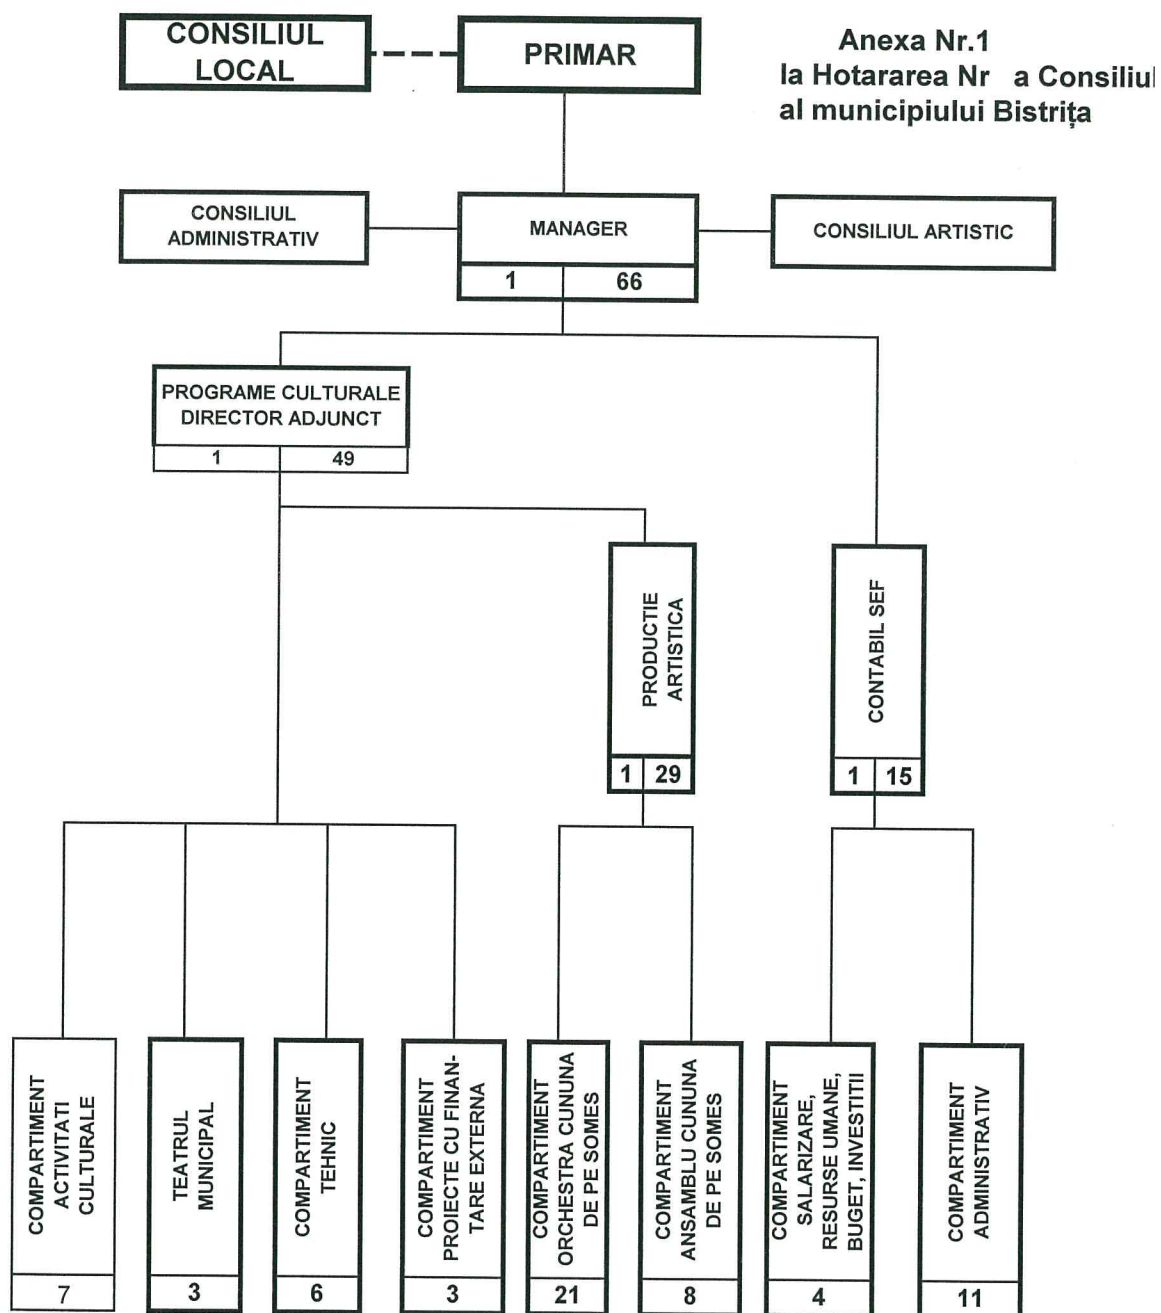 CONSILIUL
LOCAL
PRIMAR
Anexa Nr.1
la Hotararea Nr a Consiliul
al municipiului Bistrița
CONSILIUL
ADMINISTRATIV
MANAGER
1 66
CONSILIUL ARTISTIC
PROGRAME CULTURALE
DIRECTOR ADJUNCT
1 49
PRODUCTIE
ARTISTICA
1 29
CONTABIL SEF
1 15
COMPARTIMENT
ACTIVITATI
CULTURALE
7
TEATRUL
MUNICIPAL
3
COMPARTIMENT
TEHNIC
6
COMPARTIMENT
PROIECTE CU FINAN-
TARE EXTERNA
3
COMPARTIMENT
ORCHESTRA CUNUNA
DE PE SOMES
21
COMPARTIMENT
ANSAMBLU CUNUNA
DE PE SOMES
8
COMPARTIMENT
SALARIZARE,
RESURSE UMANE,
BUGET, INVESTITII
4
COMPARTIMENT
ADMINISTRATIV
11